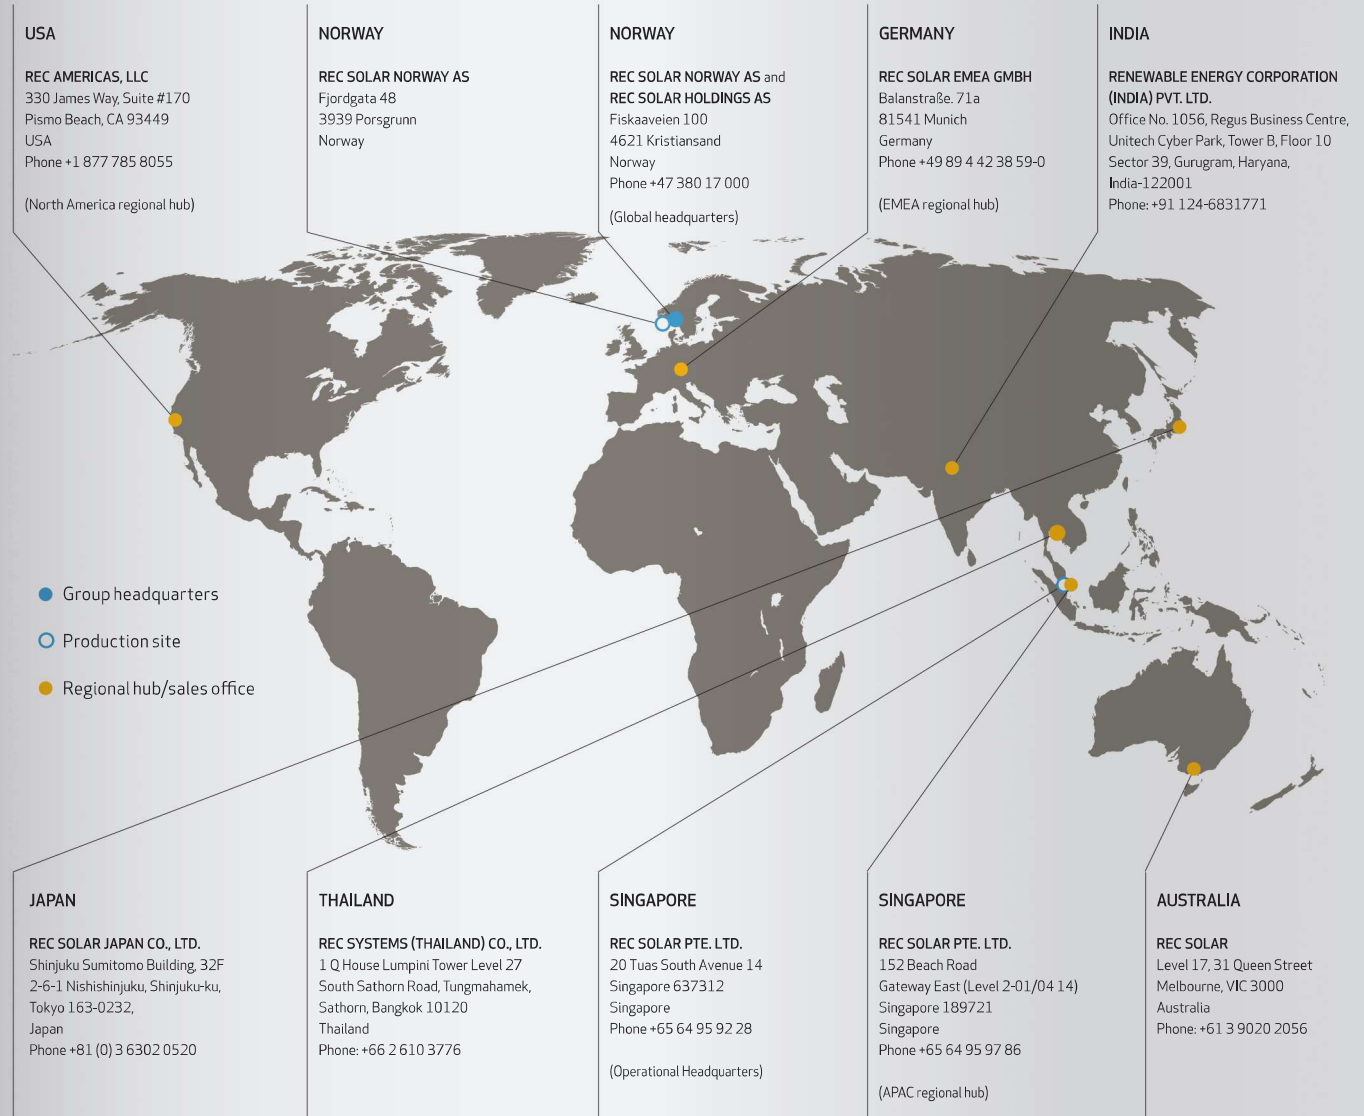 USA
REC AMERICAS, LLC
330 James Way, Suite #170
Pismo Beach, CA 93449
USA
Phone +1 877 785 8055
(North America regional hub)
NORWAY
REC SOLAR NORWAY AS
Fjordgata 48
3939 Porsgrunn
Norway
NORWAY
REC SOLAR NORWAY AS and
REC SOLAR HOLDINGS AS
Fiskaaveien 100
4621 Kristiansand
Norway
Phone +47 380 17 000
(Global headquarters)
GERMANY
REC SOLAR EMEA GMBH
Balanstraße. 71a
81541 Munich
Germany
Phone +49 89 4 42 38 59-0
(EMEA regional hub)
INDIA
RENEWABLE ENERGY CORPORATION
(INDIA) PVT. LTD.
Office No. 1056, Regus Business Centre,
Unitech Cyber Park, Tower B, Floor 10
Sector 39, Gurugram, Haryana,
India-122001
Phone: +91 124-6831771
Group headquarters
Production site
Regional hub/sales office
JAPAN
REC SOLAR JAPAN CO., LTD.
Shinjuku Sumitomo Building, 32F
2-6-1 Nishishinjuku, Shinjuku-ku,
Tokyo 163-0232,
Japan
Phone +81 (0) 3 6302 0520
THAILAND
REC SYSTEMS (THAILAND) CO., LTD.
1 Q House Lumpini Tower Level 27
South Sathorn Road, Tungmahamek,
Sathorn, Bangkok 10120
Thailand
Phone: +66 2 610 3776
SINGAPORE
REC SOLAR PTE. LTD.
20 Tuas South Avenue 14
Singapore 637312
Singapore
Phone +65 64 95 92 28
(Operational Headquarters)
SINGAPORE
REC SOLAR PTE. LTD.
152 Beach Road
Gateway East (Level 2-01/04 14)
Singapore 189721
Singapore
Phone +65 64 95 97 86
(APAC regional hub)
AUSTRALIA
REC SOLAR
Level 17, 31 Queen Street
Melbourne, VIC 3000
Australia
Phone: +61 3 9020 2056